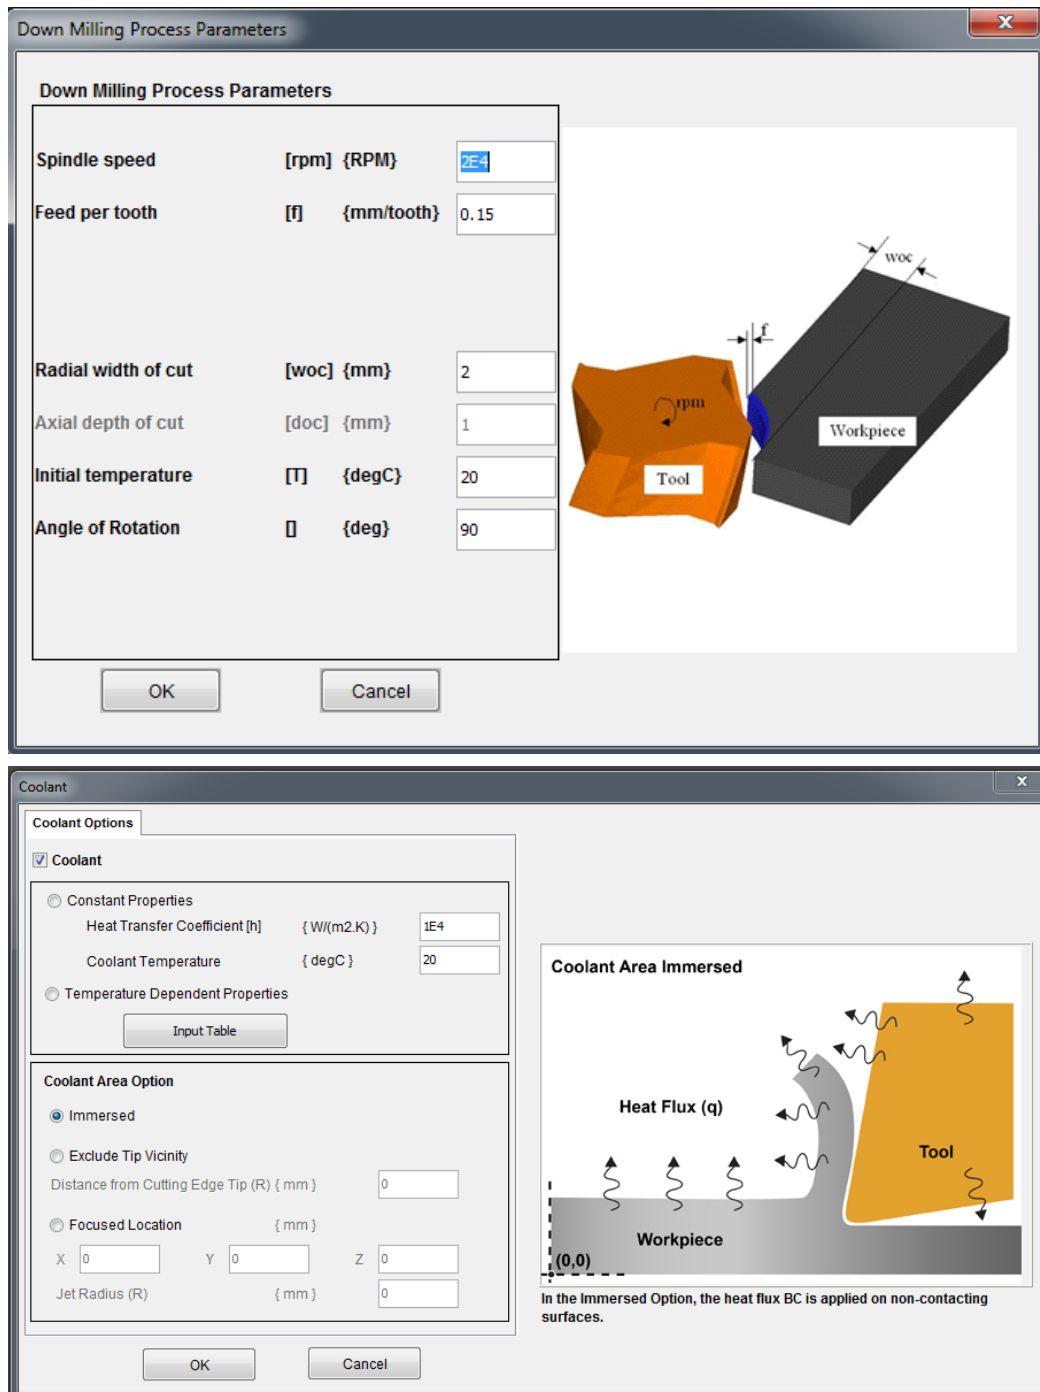 Down Milling Process Parameters
X
Down Milling Process Parameters
Spindle speed [rpm] {RPM} 2E4
Feed per tooth [f] {mm/tooth} 0.15
Radial width of cut [woc] {mm} 2
Axial depth of cut [doc] {mm} 1
Initial temperature [T] {degC} 20
Angle of Rotation [] {deg} 90
OK Cancel
woc
f
rpm
Tool
Workpiece
Coolant
X
Coolant Options
Coolant
Constant Properties
Heat Transfer Coefficient [h] { W/(m2.K) } 1E4
Coolant Temperature { degC } 20
Temperature Dependent Properties
Input Table
Coolant Area Option
Immersed
Exclude Tip Vicinity
Distance from Cutting Edge Tip (R) { mm } 0
Focused Location { mm }
X 0 Y 0 Z 0
Jet Radius (R) { mm } 0
OK Cancel
Coolant Area Immersed
Heat Flux (q)
Tool
Workpiece
(0,0)
In the Immersed Option, the heat flux BC is applied on non-contacting
surfaces.